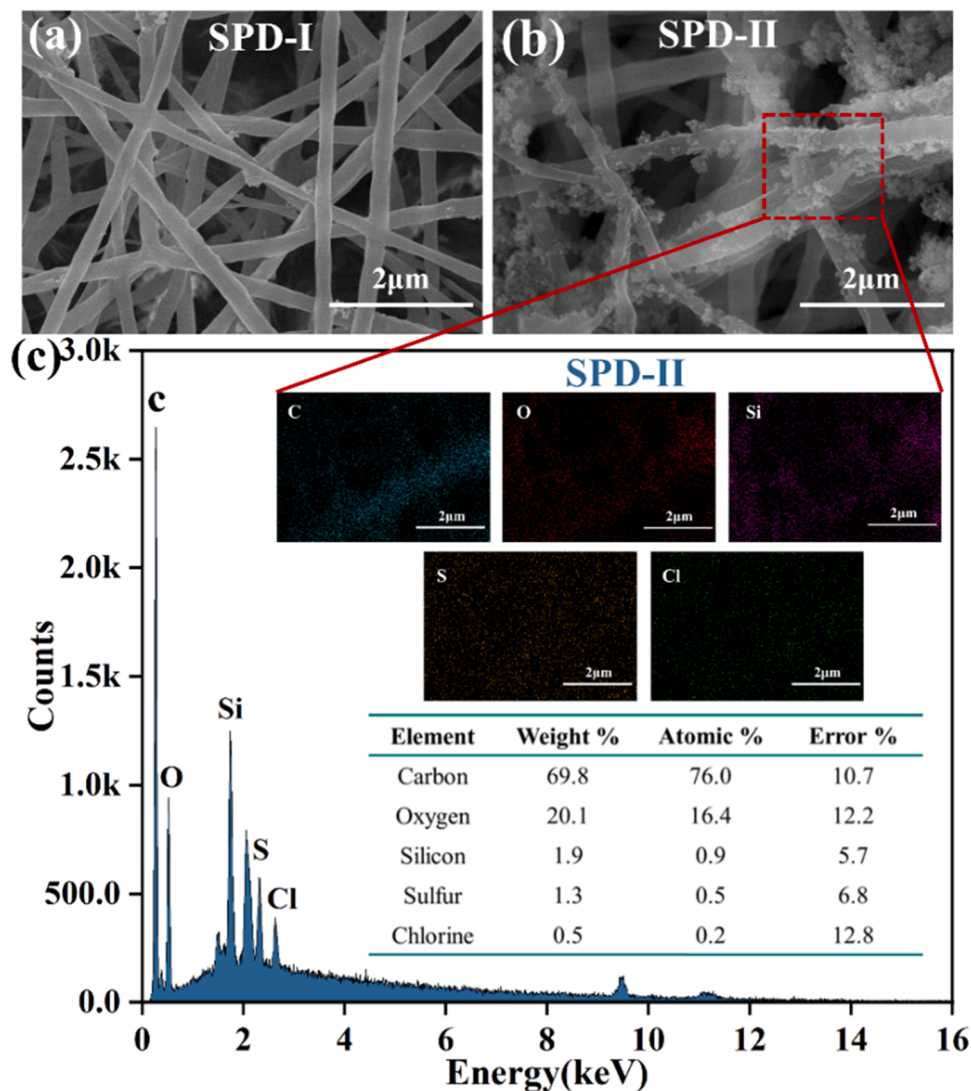 (a) SPD-I
2μm
(b) SPD-II
2μm
(c)
SPD-II
3.0k
2.5k
2.0k
1.5k
1.0k
500.0
0.0
Counts
c
O
Si
S
Cl
C
2μm
O
2μm
Si
2μm
S
2μm
Cl
2μm
Element Weight % Atomic % Error %
Carbon 69.8 76.0 10.7
Oxygen 20.1 16.4 12.2
Silicon 1.9 0.9 5.7
Sulfur 1.3 0.5 6.8
Chlorine 0.5 0.2 12.8
0 2 4 6 8 10 12 14 16
Energy(keV)